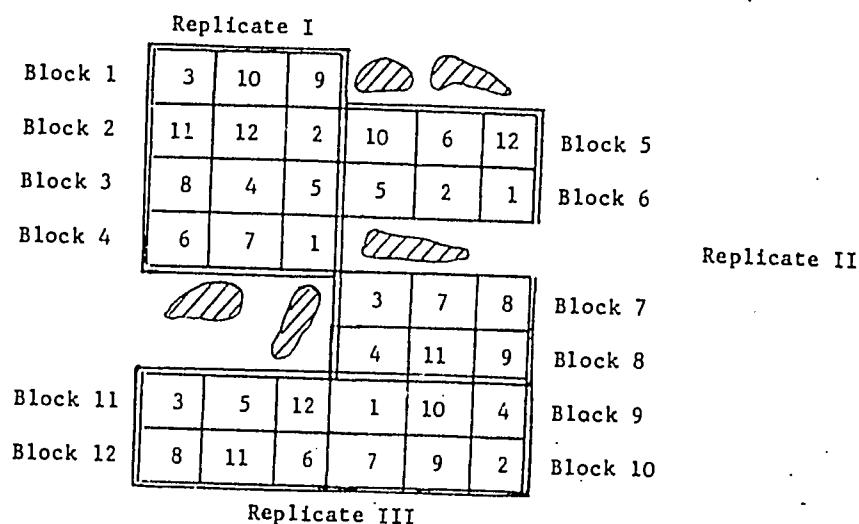 Replicate I
Block 1 3 10 9
Block 2 11 12 2 10 6 12 Block 5
Block 3 8 4 5 5 2 1 Block 6
Block 4 6 7 1
Replicate II
3 7 8 Block 7
4 11 9 Block 8
Block 11 3 5 12 1 10 4 Block 9
Block 12 8 11 6 7 9 2 Block 10
Replicate III